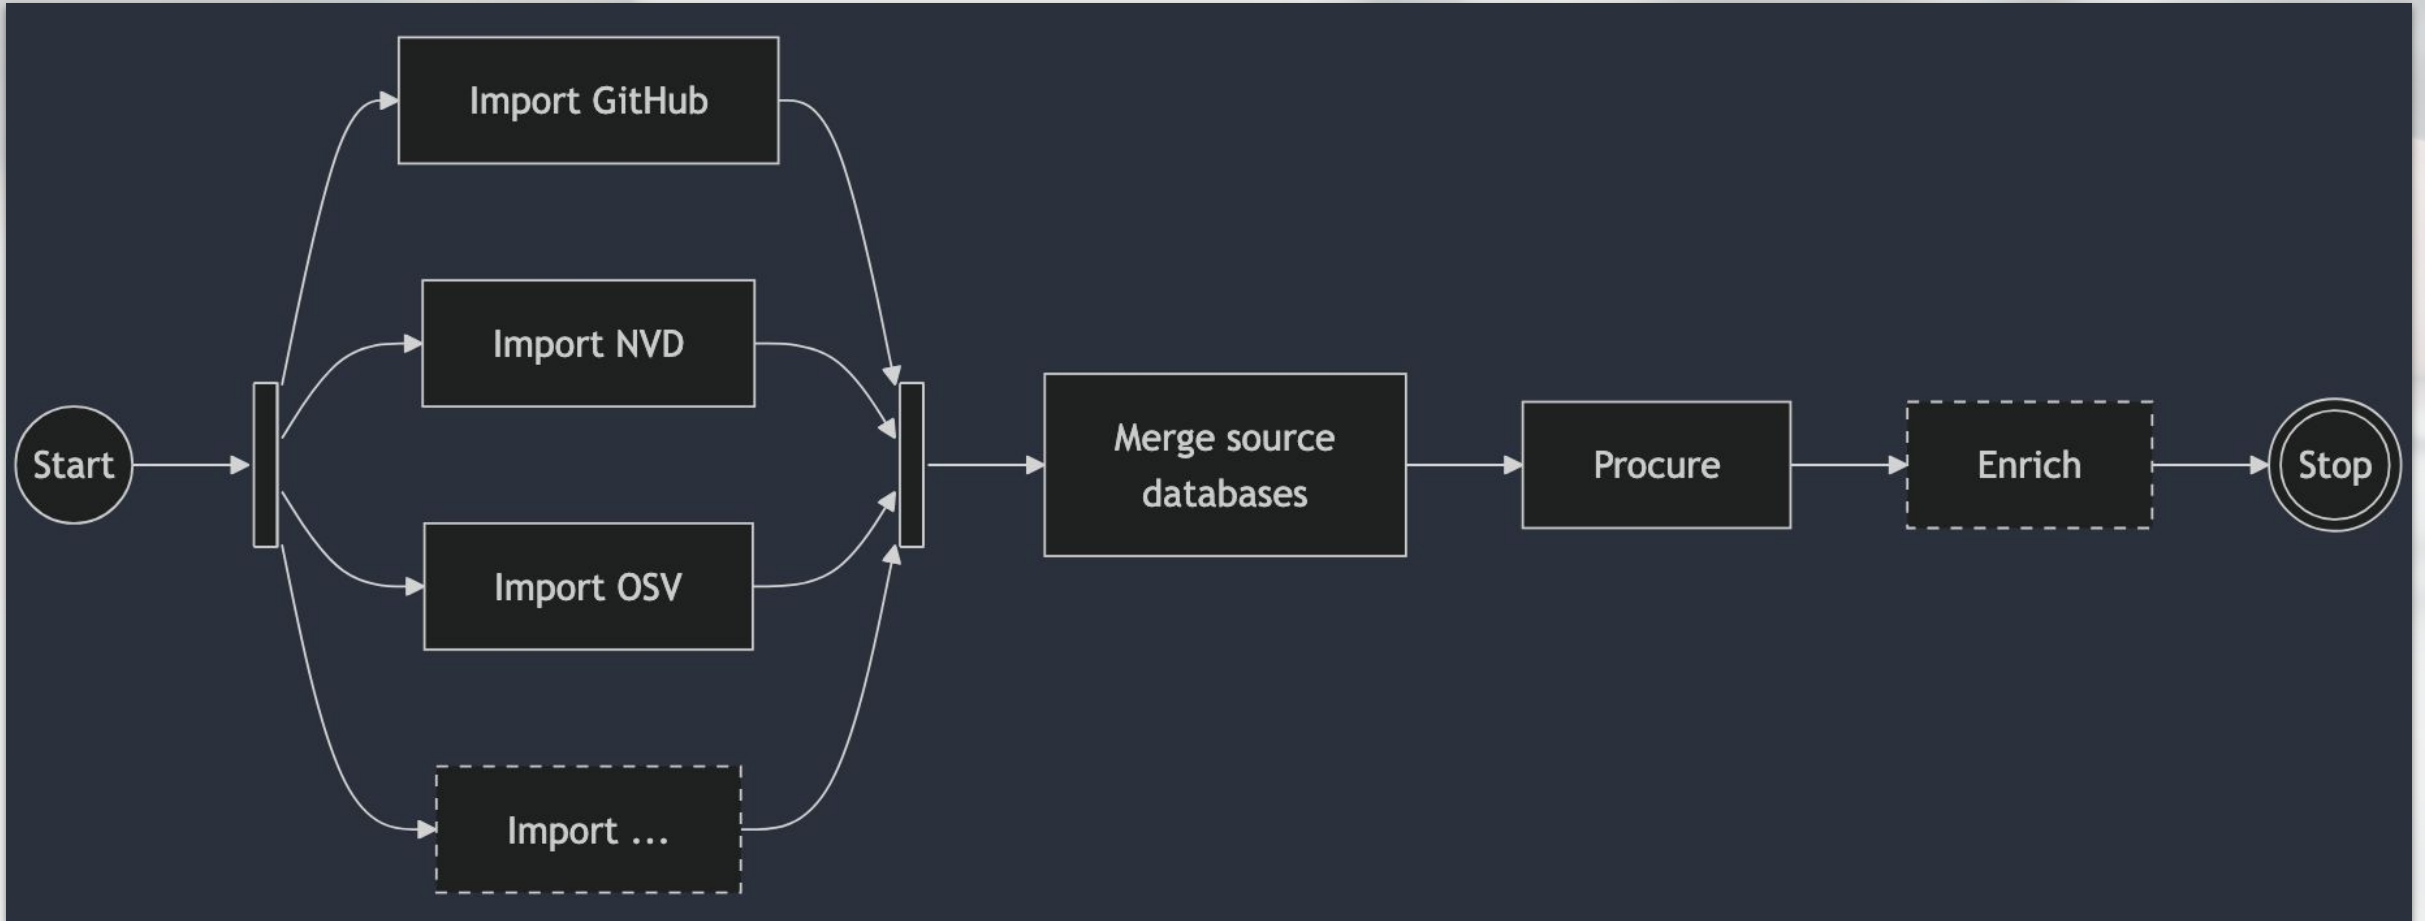 Start
Import GitHub
Import NVD
Import OSV
Import ...
Merge source
databases
Procure
Enrich
Stop